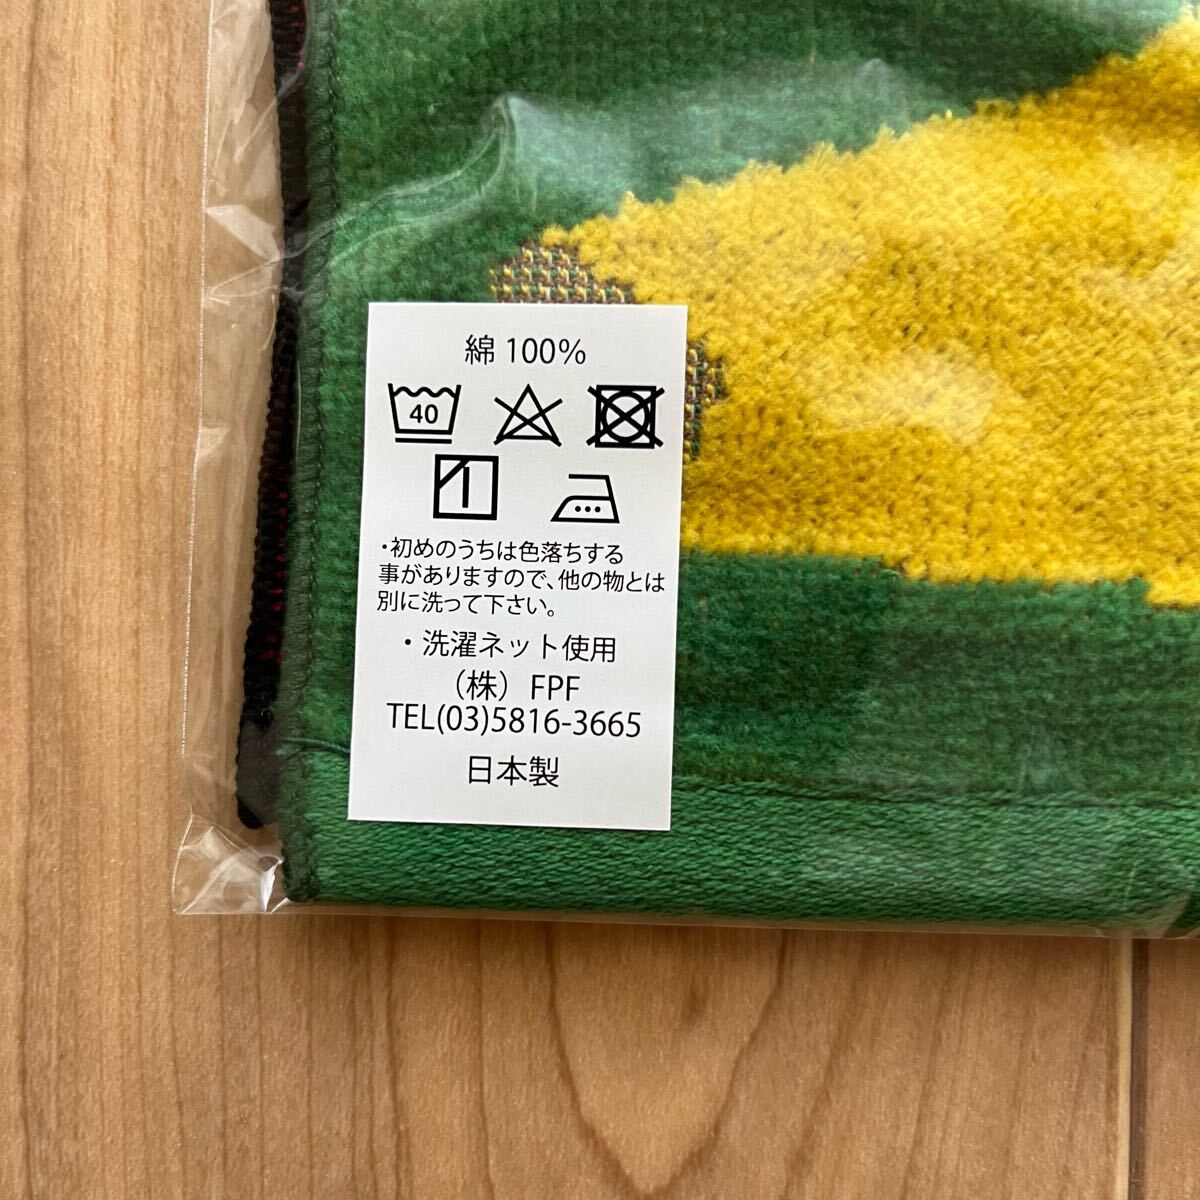 綿 100%
40
・初めのうちは色落ちする
事がありますので、他の物とは
別に洗って下さい。
・洗濯ネット使用
（株）FPF
TEL(03)5816-3665
日本製